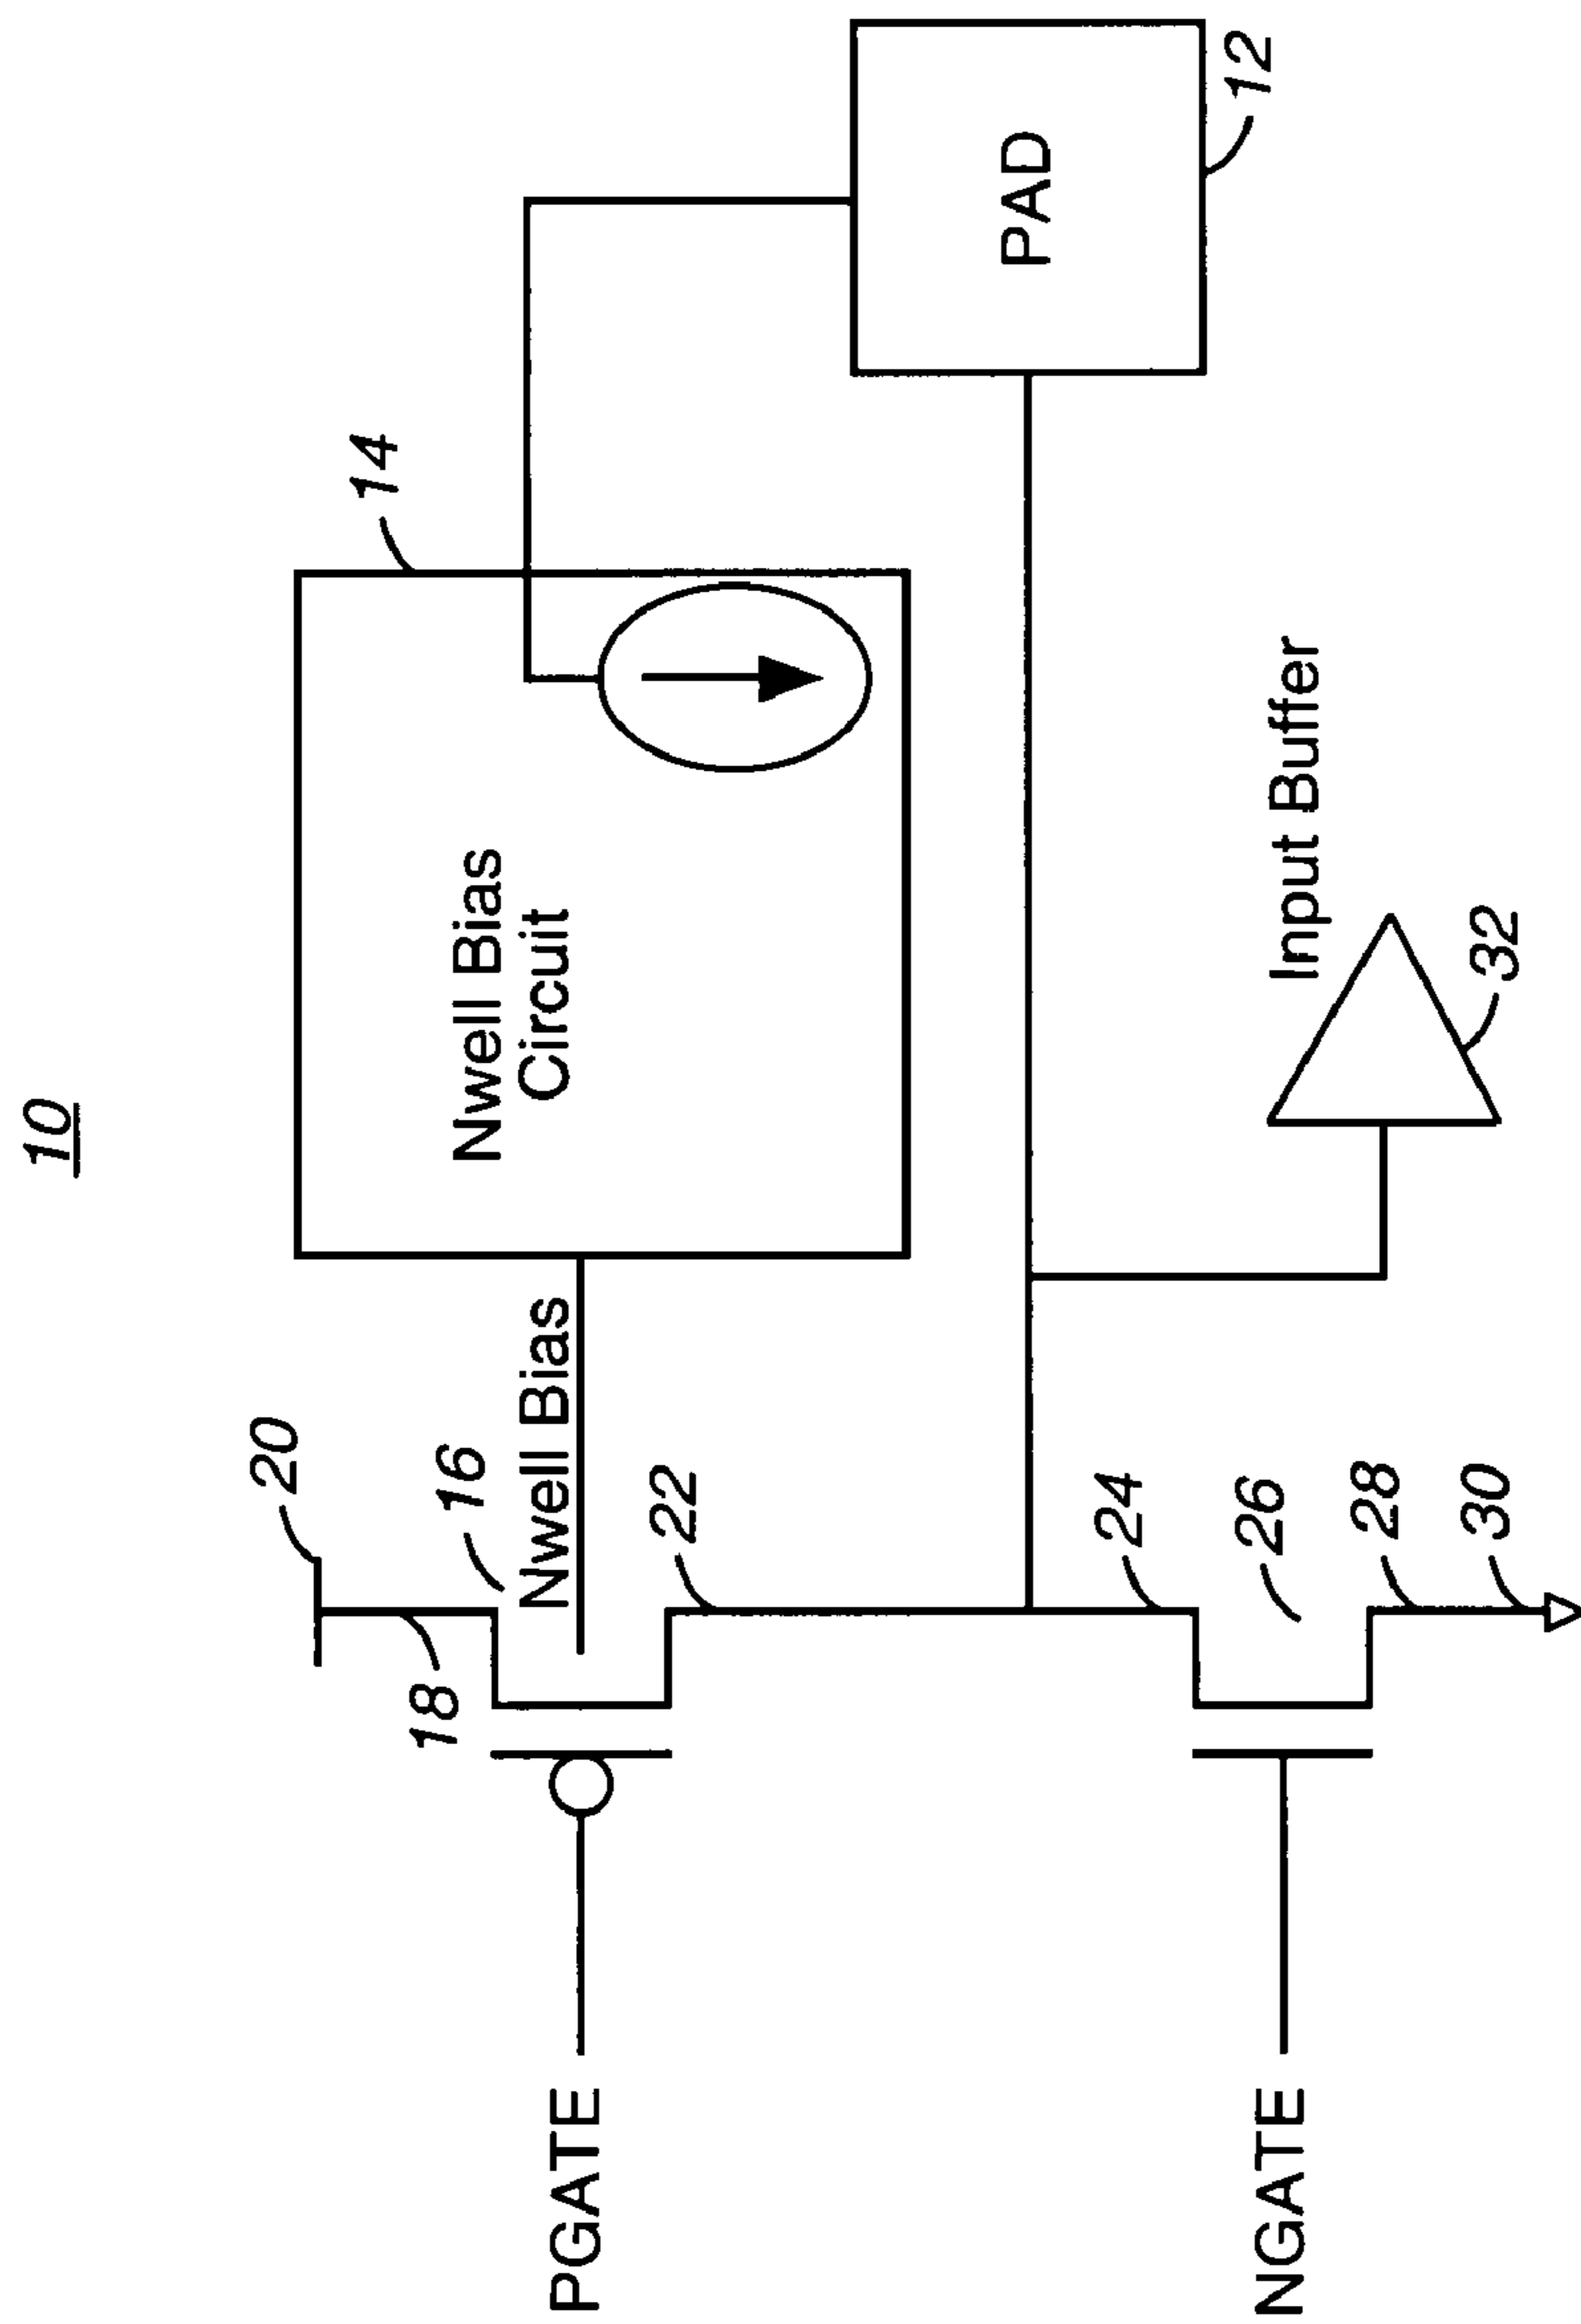 10
20
16
18
Nwell Bias
22
Nwell Bias
Circuit
14
PGATE
PAD
12
24
26
28
30
Input Buffer
32
NGATE